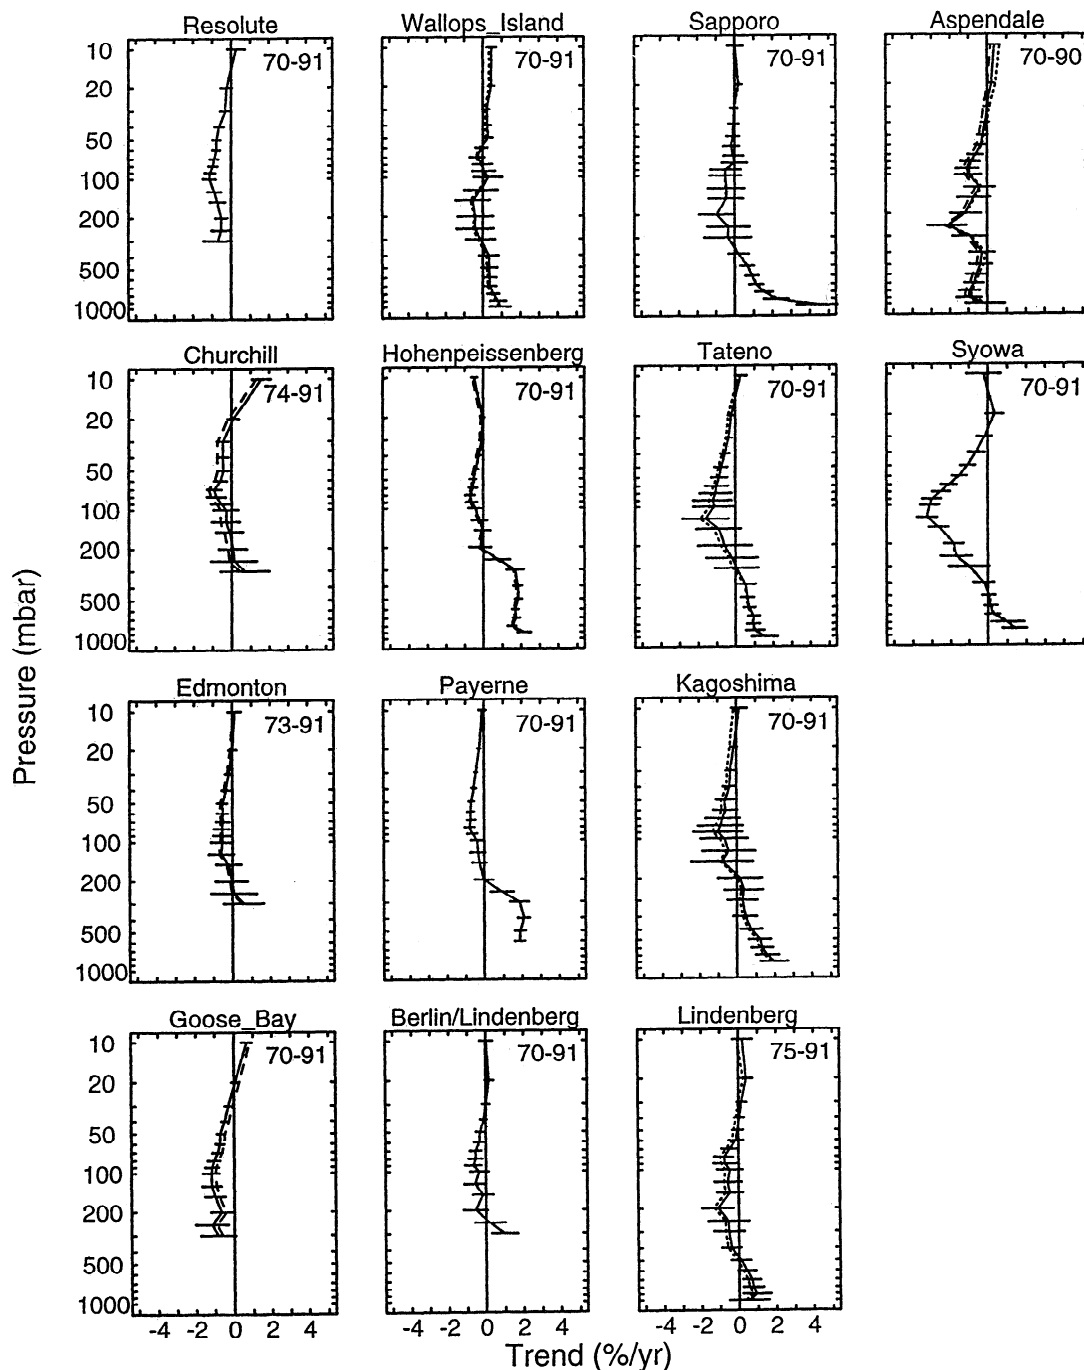 Resolute Wallops_Island Sapporo Aspendale
10 70-91 70-91 70-91 70-90
20
50
100
200
500
1000
Churchill Hohenpeissenberg Tateno Syowa
10 74-91 70-91 70-91 70-91
20
50
100
200
500
1000
Pressure (mbar)
Edmonton Payerne Kagoshima
10 73-91 70-91 70-91
20
50
100
200
500
1000
Goose_Bay Berlin/Lindenberg Lindenberg
10 70-91 70-91 75-91
20
50
100
200
500
1000
-4 -2 0 2 4 -4 -2 0 2 4 -4 -2 0 2 4
Trend (%/yr)